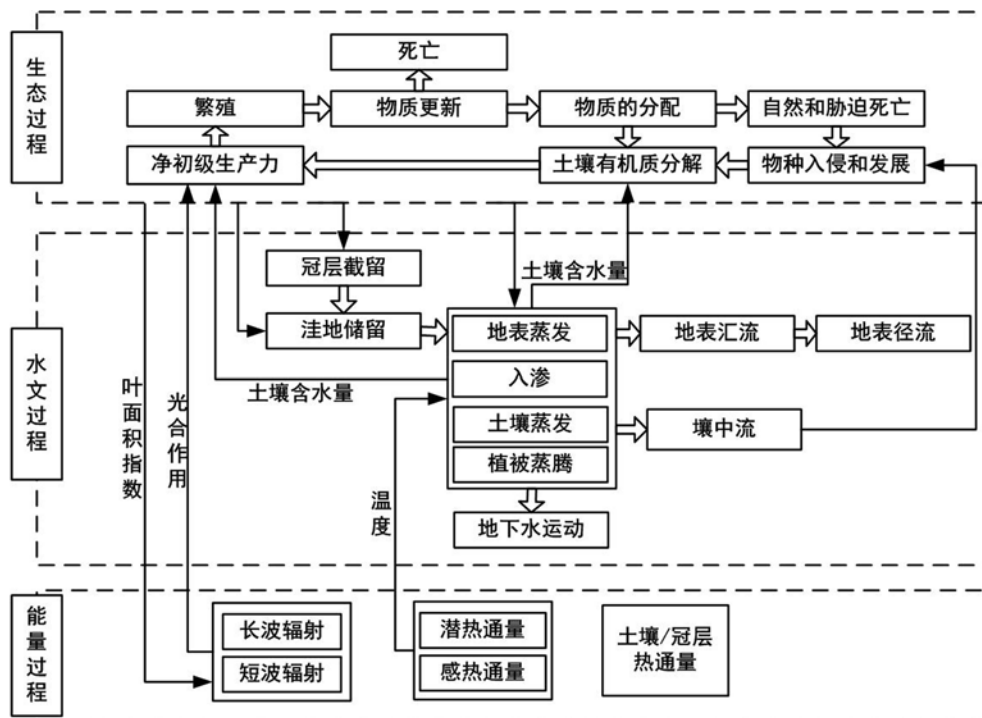 生态过程
死亡
繁殖
物质更新
物质的分配
自然和胁迫死亡
净初级生产力
土壤有机质分解
物种入侵和发展
水文过程
冠层截留
土壤含水量
洼地储留
地表蒸发
地表汇流
地表径流
入渗
土壤含水量
土壤蒸发
壤中流
植被蒸腾
地下水运动
叶面积指数
光合作用
温度
能量过程
长波辐射
短波辐射
潜热通量
感热通量
土壤/冠层
热通量